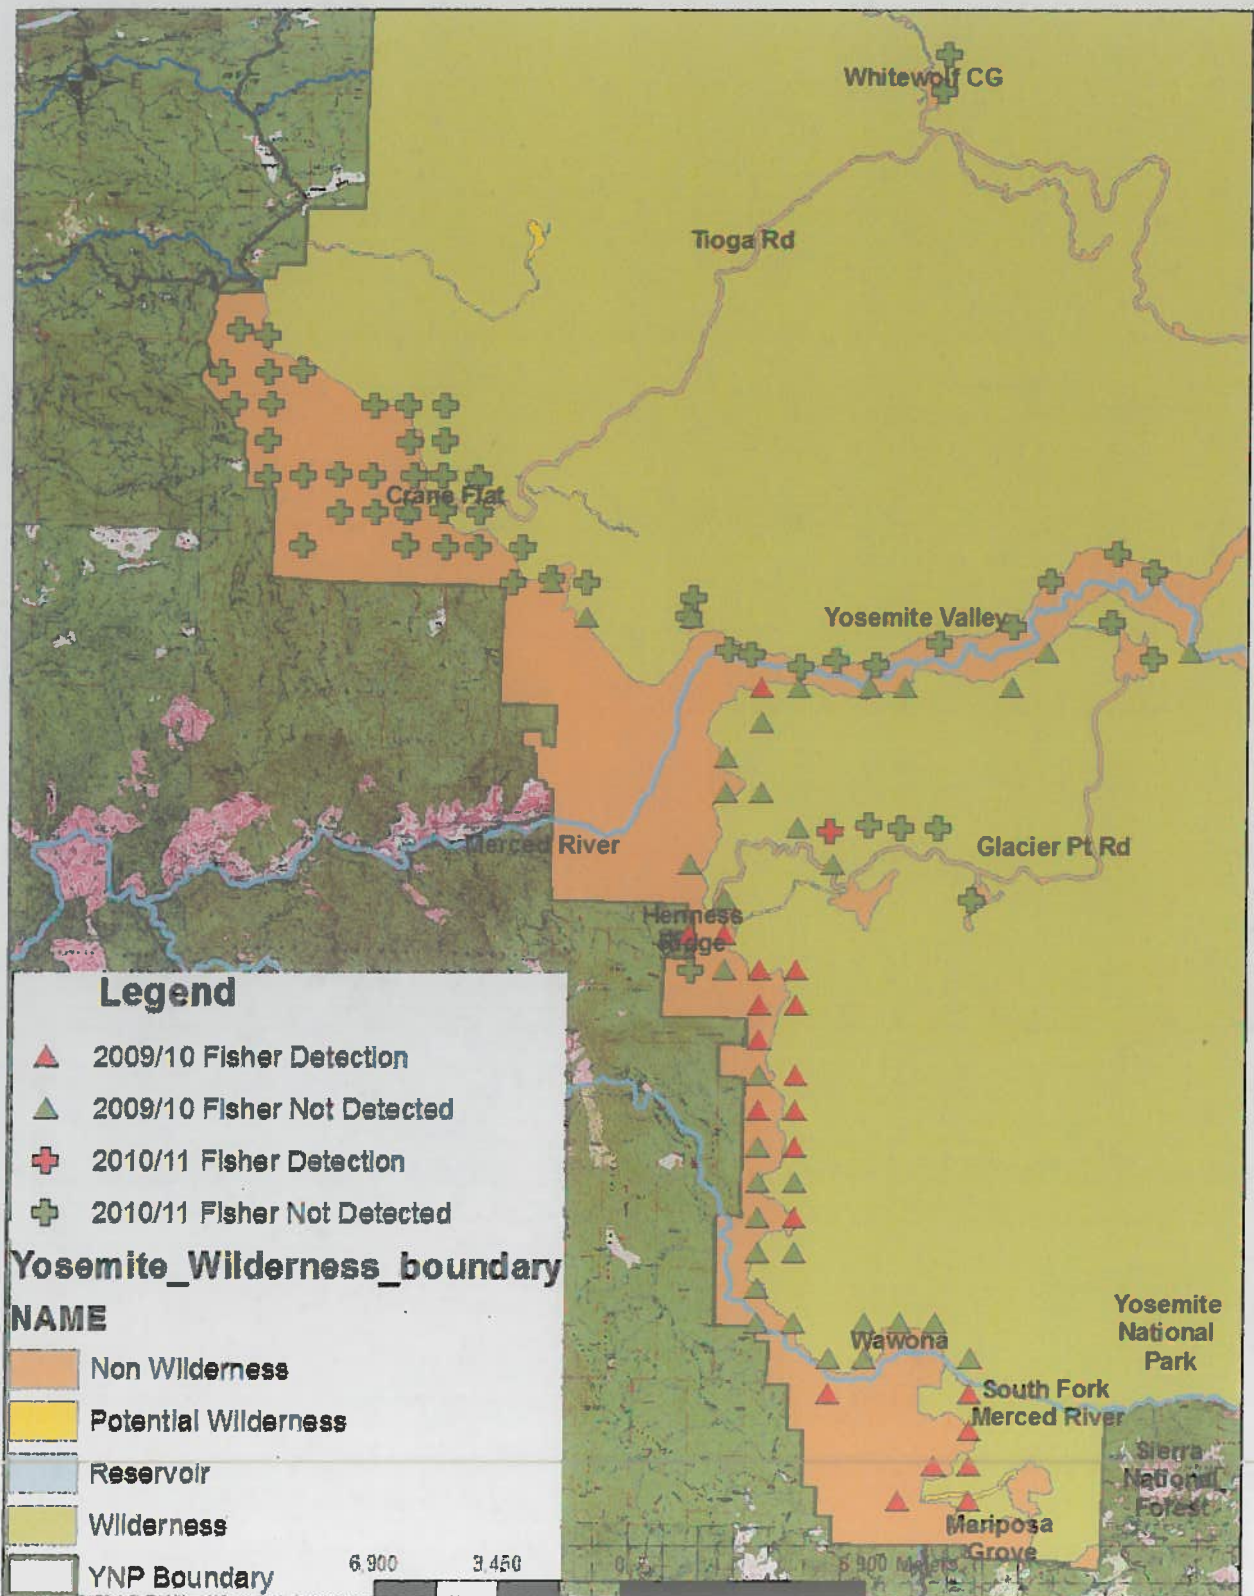 Whitewolf CG
Tioga Rd
Crane Flat
Yosemite Valley
Merced River
Glacier Pt Rd
Henness
Ridge
Legend
2009/10 Fisher Detection
2009/10 Fisher Not Detected
2010/11 Fisher Detection
2010/11 Fisher Not Detected
Yosemite_Wilderness_boundary
NAME
Non Wilderness
Potential Wilderness
Reservoir
Wilderness
YNP Boundary
Yosemite
National
Park
Wawona
South Fork
Merced River
Sierra
National
Forest
Mariposa
Grove
6,900 3,450 0 6,900 Meters